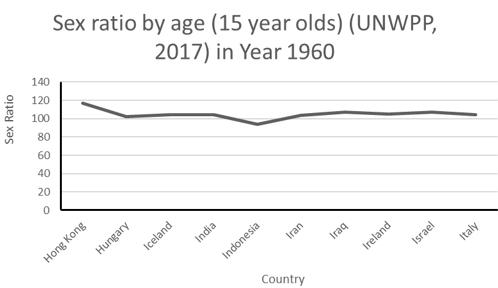 Sex ratio by age (15 year olds) (UNWPP,
2017) in Year 1960
140
120
100
80
60
40
20
0
Sex Ratio
Hong Kong
Hungary
Iceland
India
Indonesia
Iran
Iraq
Ireland
Israel
Italy
Country